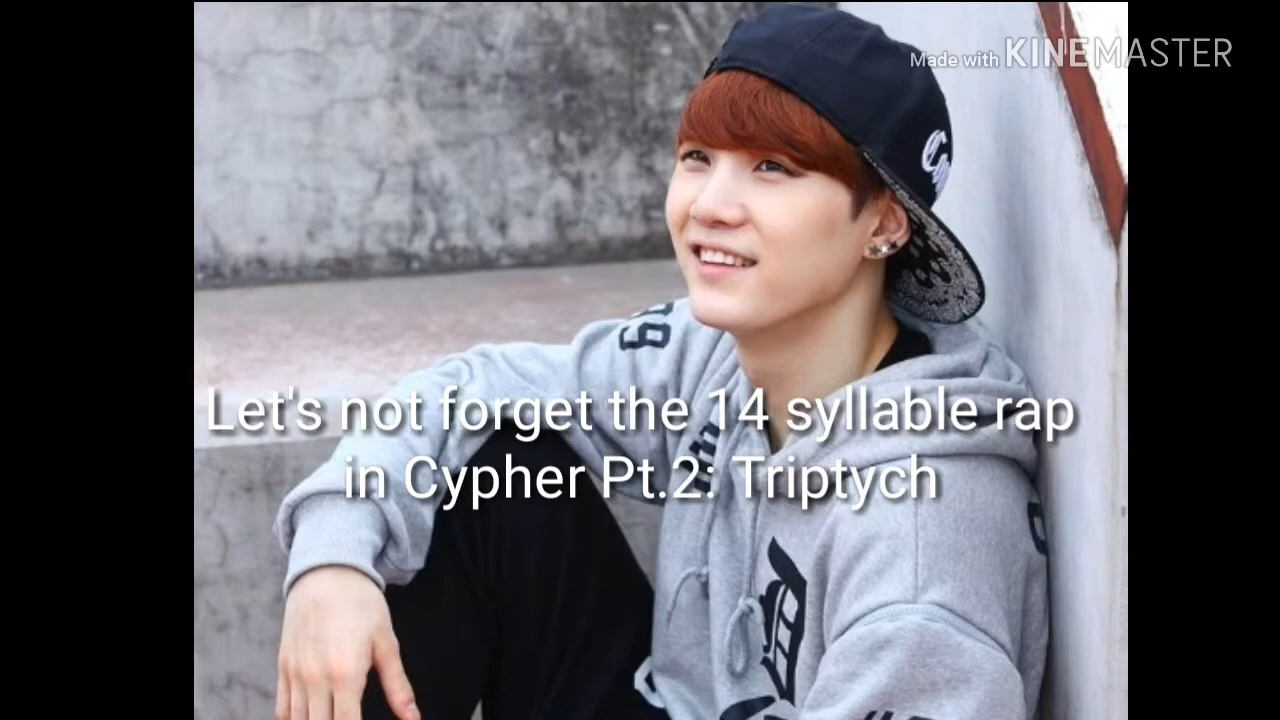 Made with KINEMASTER
Let's not forget the 14 syllable rap
in Cypher Pt.2: Triptych